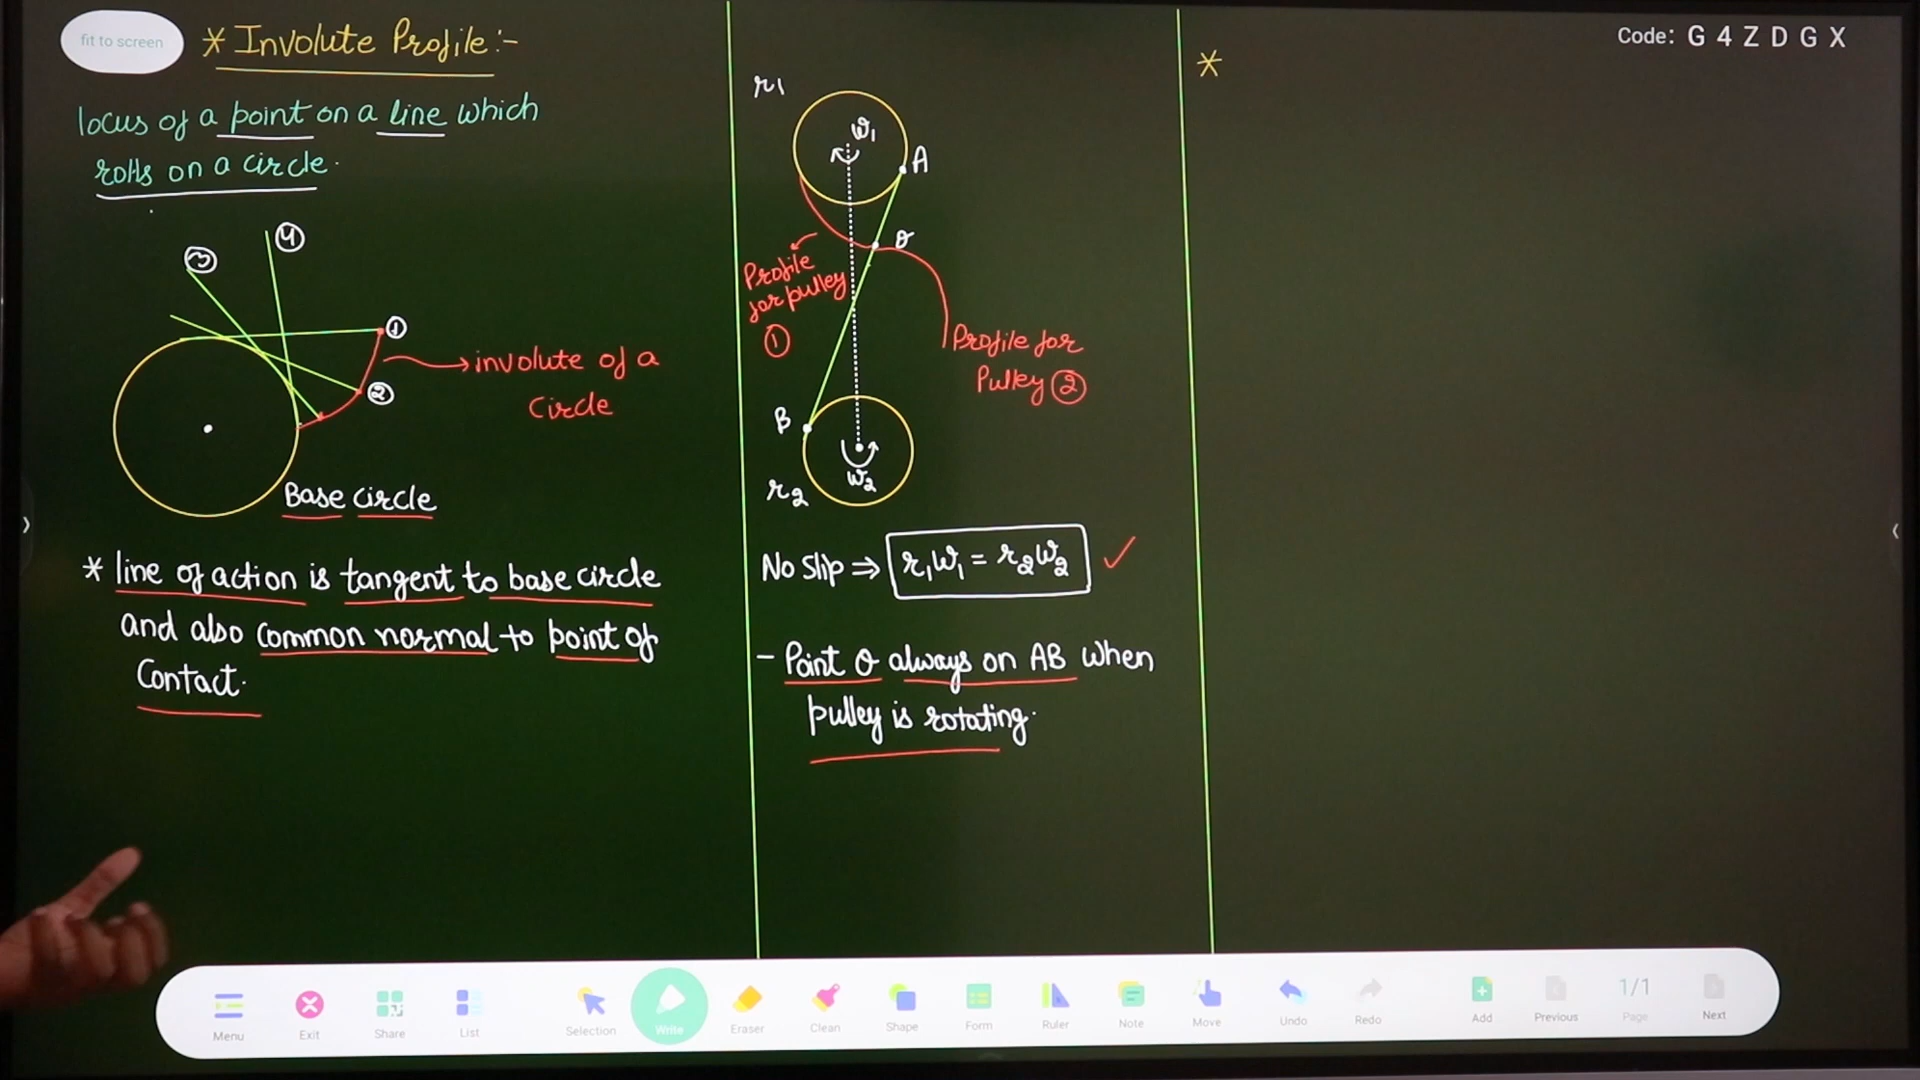 fit to screen
* Involute Profile:-
locus of a point on a line which
rolls on a circle.
3
4
1
2
involute of a
Circle
Base circle
* line of action is tangent to base circle
and also common normal to point of
Contact.
r1
ω1
A
O
Profile
for pulley
1
Profile for
Pulley 2
B
ω2
r2
No Slip ⇒ r1ω1 = r2ω2 ✓
- Point O always on AB when
pulley is rotating.
*
Code: G 4 Z D G X
Menu
Exit
Share
List
Selection
Write
Eraser
Clean
Shape
Form
Ruler
Note
Move
Undo
Redo
Add
Previous
1/1
Page
Next